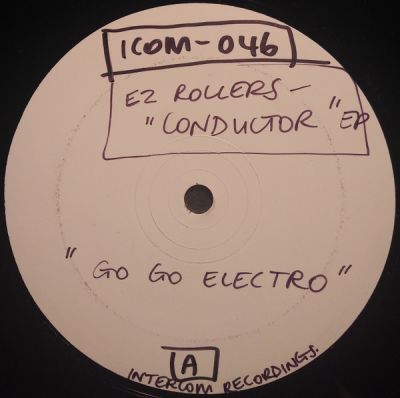 ICOM-046
EZ ROLLERS -
"CONDUCTOR" EP
"GO GO ELECTRO"
A
INTERCOM RECORDINGS.